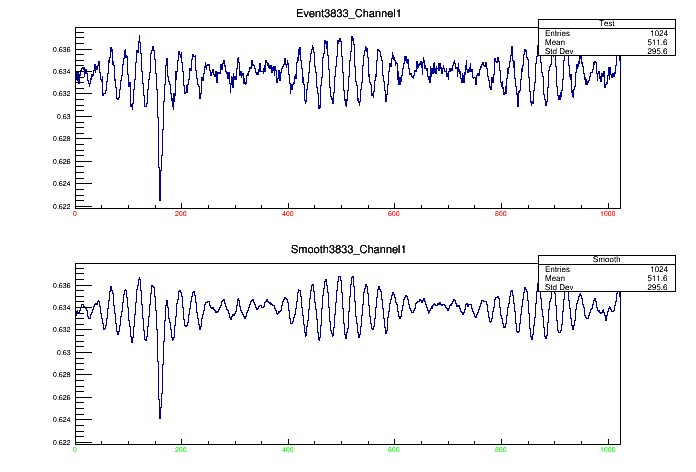 Event3833_Channel1
Test
Entries 1024
Mean 511.6
Std Dev 295.6
0.636
0.634
0.632
0.63
0.628
0.626
0.624
0.622
0 200 400 600 800 1000
Smooth3833_Channel1
Smooth
Entries 1024
Mean 511.6
Std Dev 295.6
0.636
0.634
0.632
0.63
0.628
0.626
0.624
0.622
0 200 400 600 800 1000